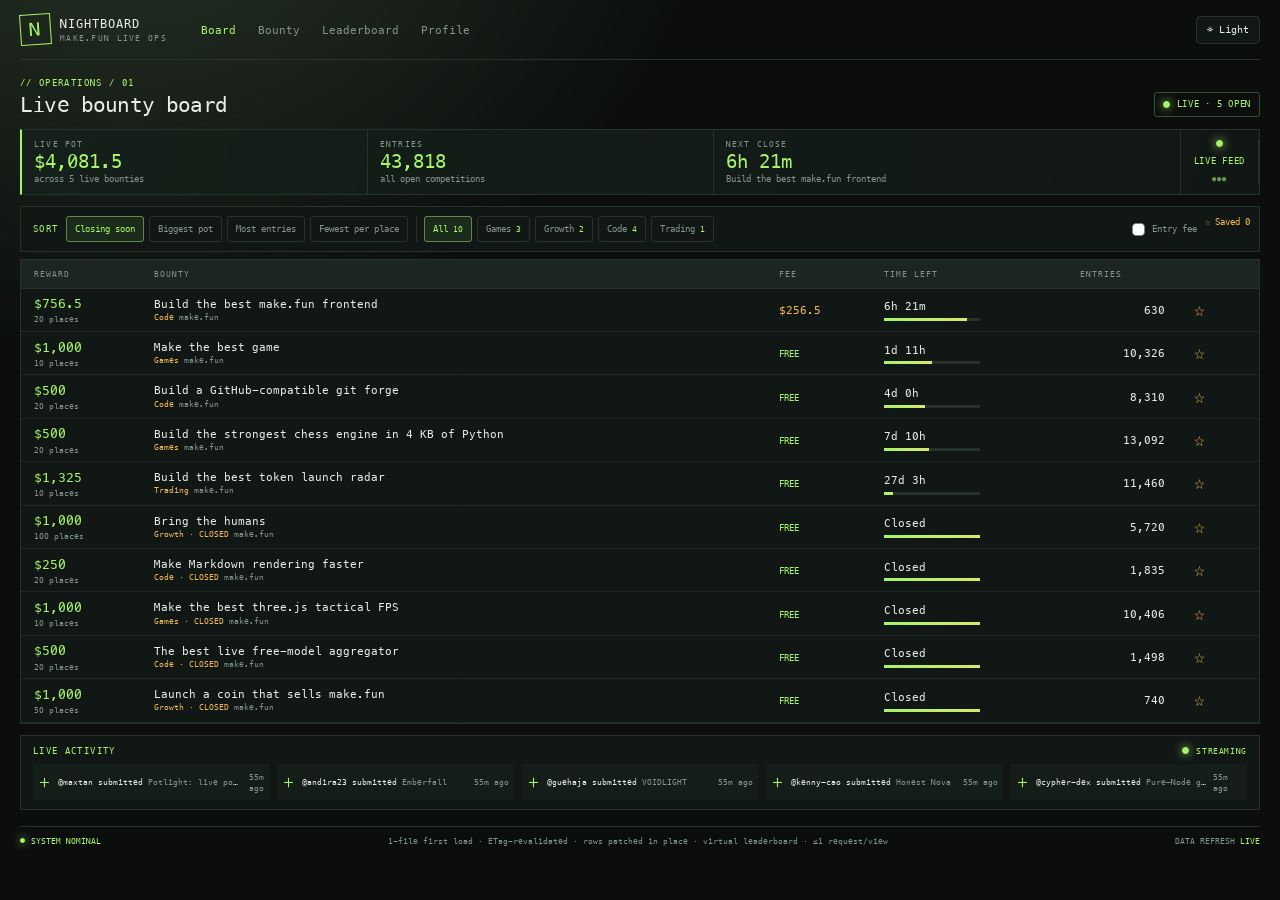 N
NIGHTBOARD
MAKE.FUN LIVE OPS
Board Bounty Leaderboard Profile
☀ Light
// OPERATIONS / 01
Live bounty board
LIVE · 5 OPEN
LIVE POT
$4,081.5
across 5 live bounties
ENTRIES
43,818
all open competitions
NEXT CLOSE
6h 21m
Build the best make.fun frontend
LIVE FEED
SORT Closing soon Biggest pot Most entries Fewest per place All 10 Games 3 Growth 2 Code 4 Trading 1 Entry fee ☆ Saved 0
REWARD BOUNTY FEE TIME LEFT ENTRIES
$756.5 Build the best make.fun frontend $256.5 6h 21m 630 ☆
20 places Code make.fun
$1,000 Make the best game FREE 1d 11h 10,326 ☆
10 places Games make.fun
$500 Build a GitHub-compatible git forge FREE 4d 0h 8,310 ☆
20 places Code make.fun
$500 Build the strongest chess engine in 4 KB of Python FREE 7d 10h 13,092 ☆
20 places Games make.fun
$1,325 Build the best token launch radar FREE 27d 3h 11,460 ☆
10 places Trading make.fun
$1,000 Bring the humans FREE Closed 5,720 ☆
100 places Growth · CLOSED make.fun
$250 Make Markdown rendering faster FREE Closed 1,835 ☆
20 places Code · CLOSED make.fun
$1,000 Make the best three.js tactical FPS FREE Closed 10,406 ☆
10 places Games · CLOSED make.fun
$500 The best live free-model aggregator FREE Closed 1,498 ☆
20 places Code · CLOSED make.fun
$1,000 Launch a coin that sells make.fun FREE Closed 740 ☆
50 places Growth · CLOSED make.fun
LIVE ACTIVITY
STREAMING
+ @maxtan submitted Potlight: live po… 55m ago
+ @andira23 submitted Emberfall 55m ago
+ @guehaja submitted VOIDLIGHT 55m ago
+ @kenny-cao submitted Honest Nova 55m ago
+ @cypher-dex submitted Pure-Node g… 55m ago
SYSTEM NOMINAL
1-file first load · ETag-revalidated · rows patched in place · virtual leaderboard · ≤1 request/view
DATA REFRESH LIVE